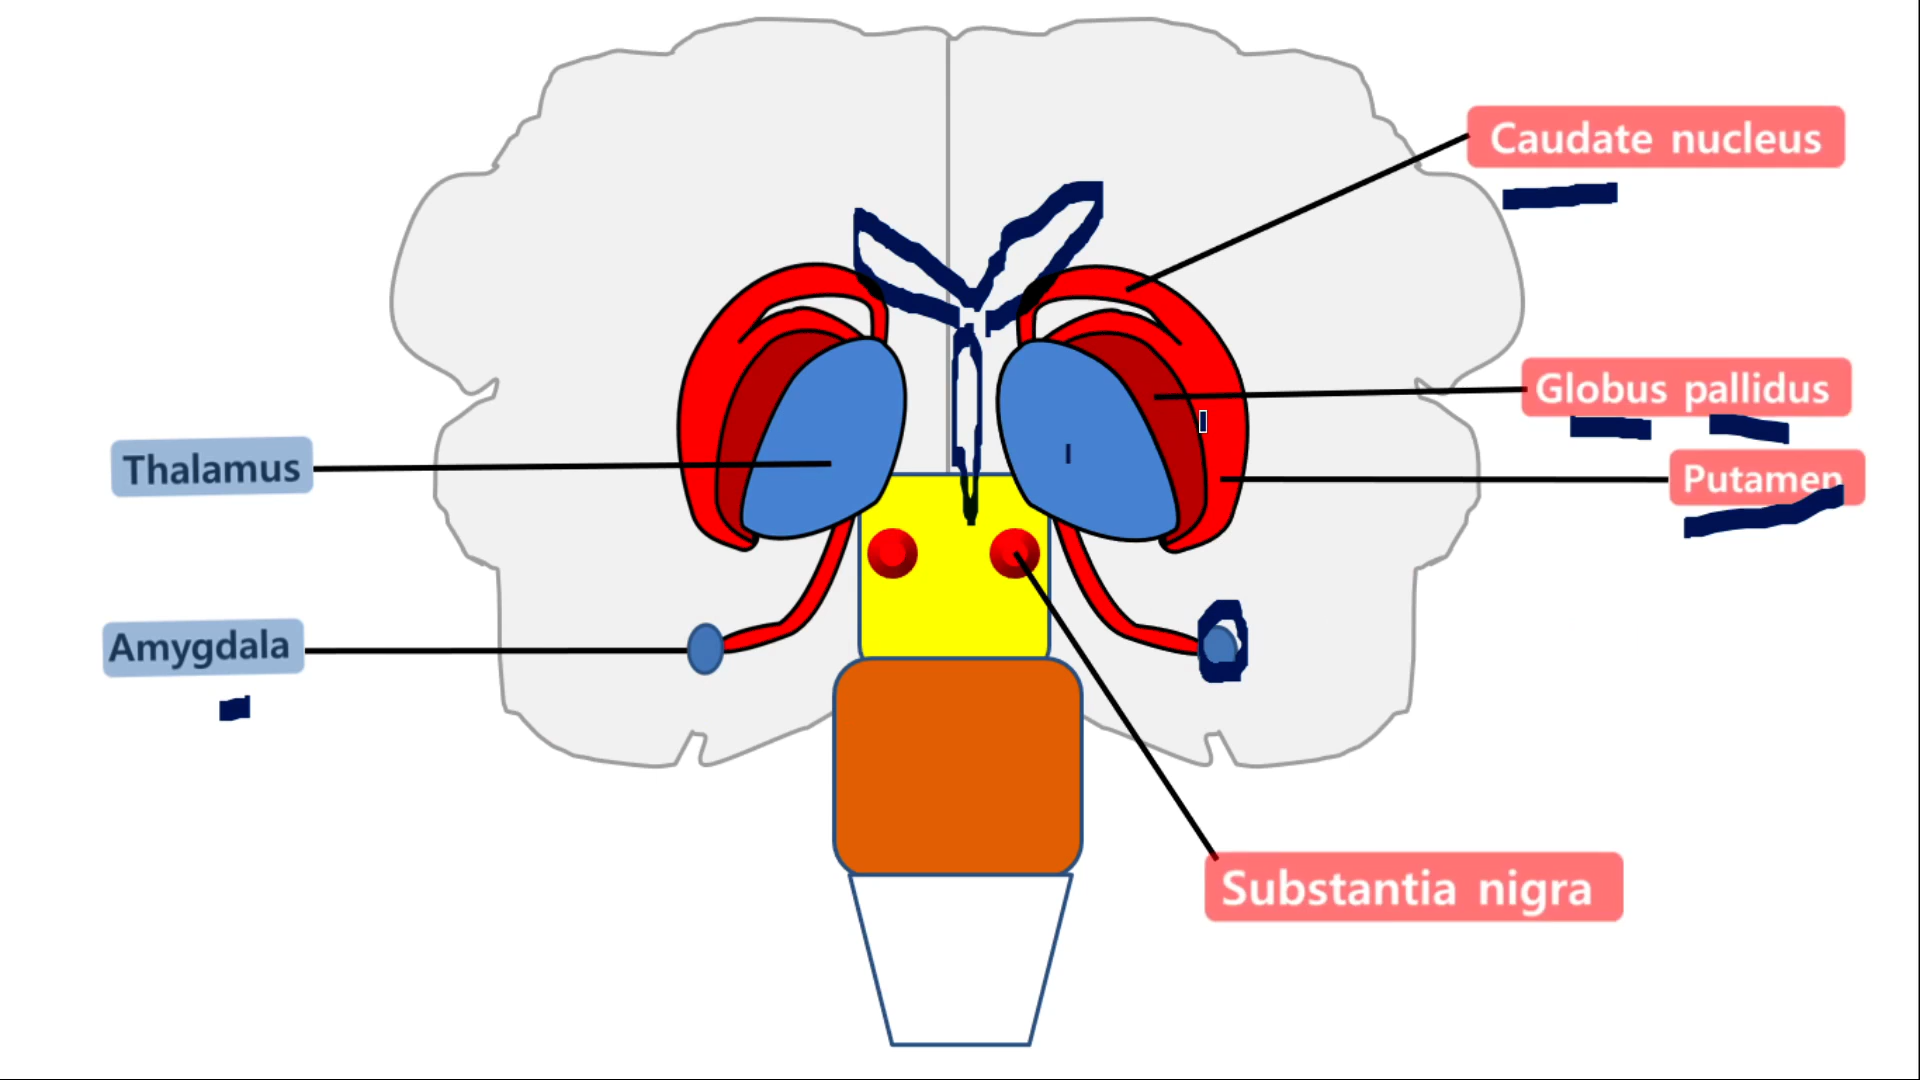 Caudate nucleus
Globus pallidus
Thalamus
Putamen
Amygdala
Substantia nigra